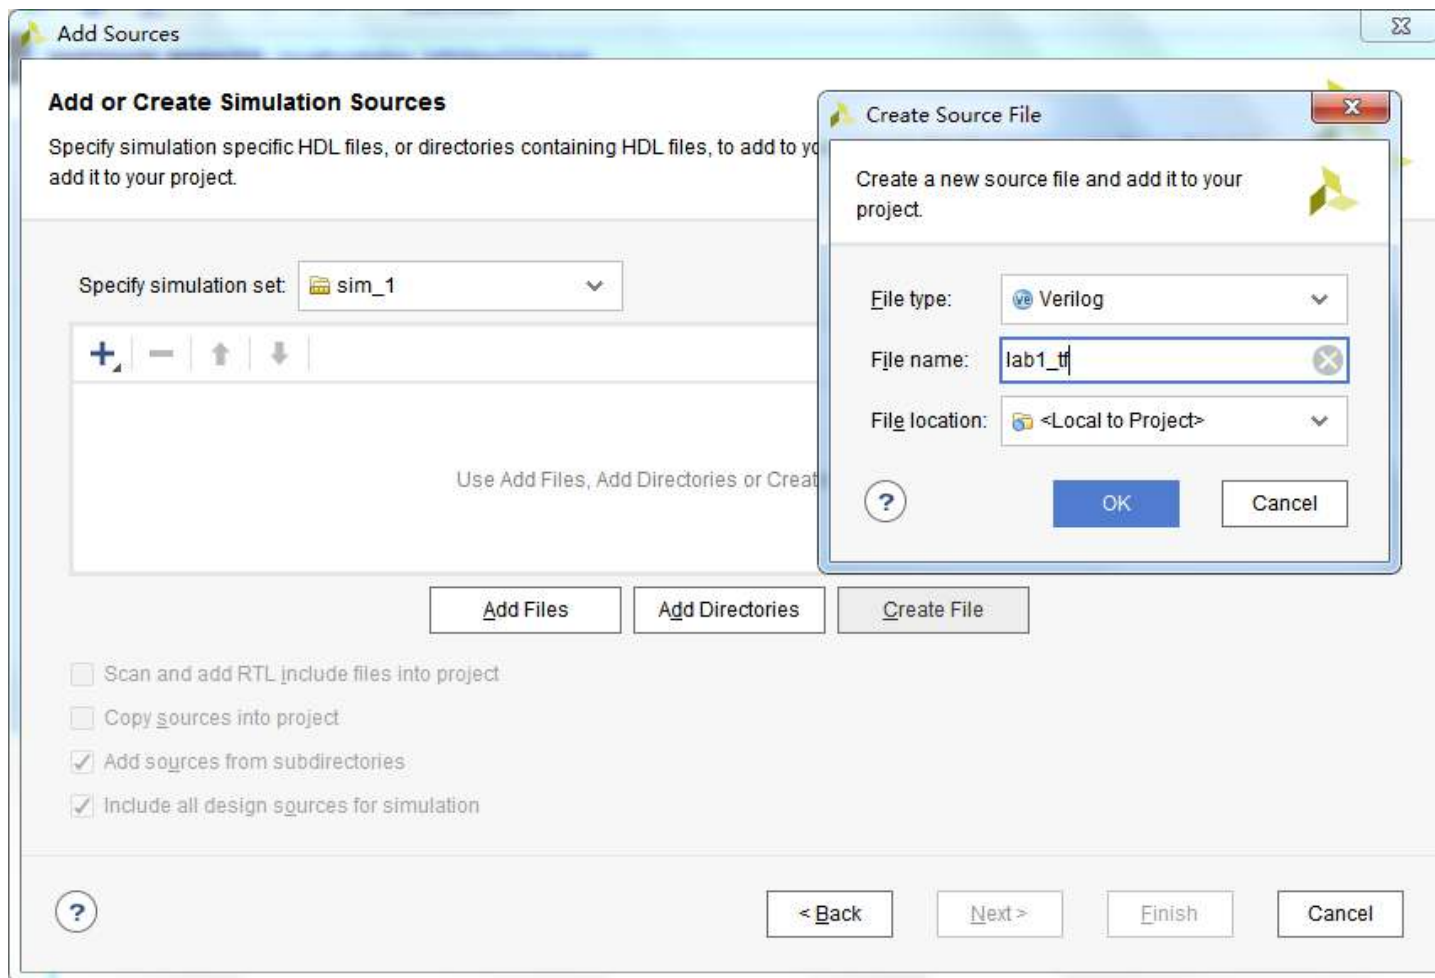 Add Sources
Add or Create Simulation Sources
Specify simulation specific HDL files, or directories containing HDL files, to add to yo
add it to your project.
Specify simulation set: sim_1
Use Add Files, Add Directories or Creat
Add Files
Add Directories
Create File
Scan and add RTL include files into project
Copy sources into project
Add sources from subdirectories
Include all design sources for simulation
?
< Back
Next >
Finish
Cancel
Create Source File
Create a new source file and add it to your
project.
File type: Verilog
File name: lab1_tf
File location: <Local to Project>
?
OK
Cancel